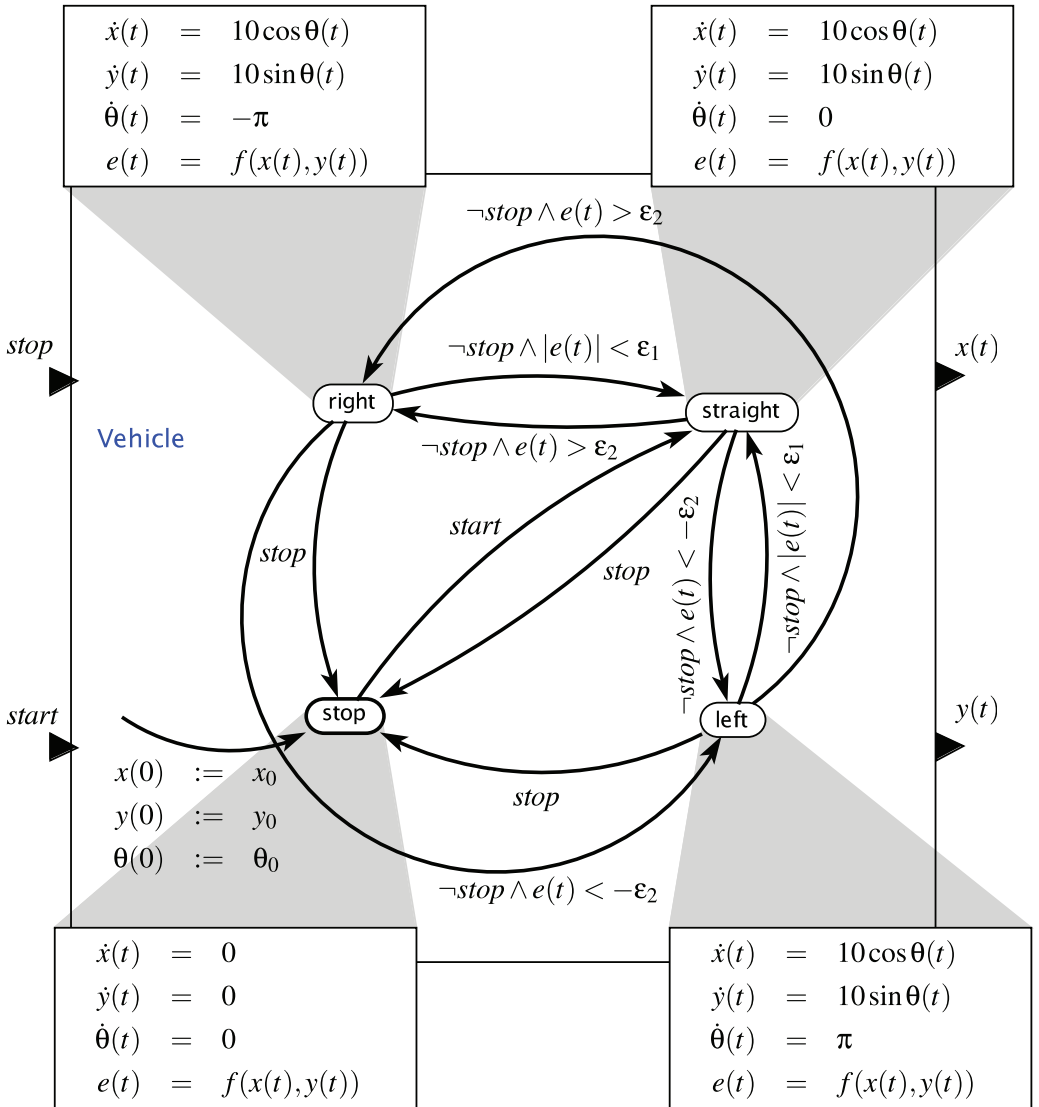 ẋ(t) = 10 cos θ(t)
ẏ(t) = 10 sin θ(t)
θ̇(t) = −π
e(t) = f(x(t), y(t))
ẋ(t) = 10 cos θ(t)
ẏ(t) = 10 sin θ(t)
θ̇(t) = 0
e(t) = f(x(t), y(t))
¬stop ∧ e(t) > ε₂
stop
¬stop ∧ |e(t)| < ε₁
x(t)
right
straight
Vehicle
¬stop ∧ e(t) > ε₂
start
stop
stop
¬stop ∧ e(t) < −ε₂
¬stop ∧ |e(t)| < ε₁
start
stop
left
y(t)
x(0) := x₀
y(0) := y₀
θ(0) := θ₀
stop
¬stop ∧ e(t) < −ε₂
ẋ(t) = 0
ẏ(t) = 0
θ̇(t) = 0
e(t) = f(x(t), y(t))
ẋ(t) = 10 cos θ(t)
ẏ(t) = 10 sin θ(t)
θ̇(t) = π
e(t) = f(x(t), y(t))